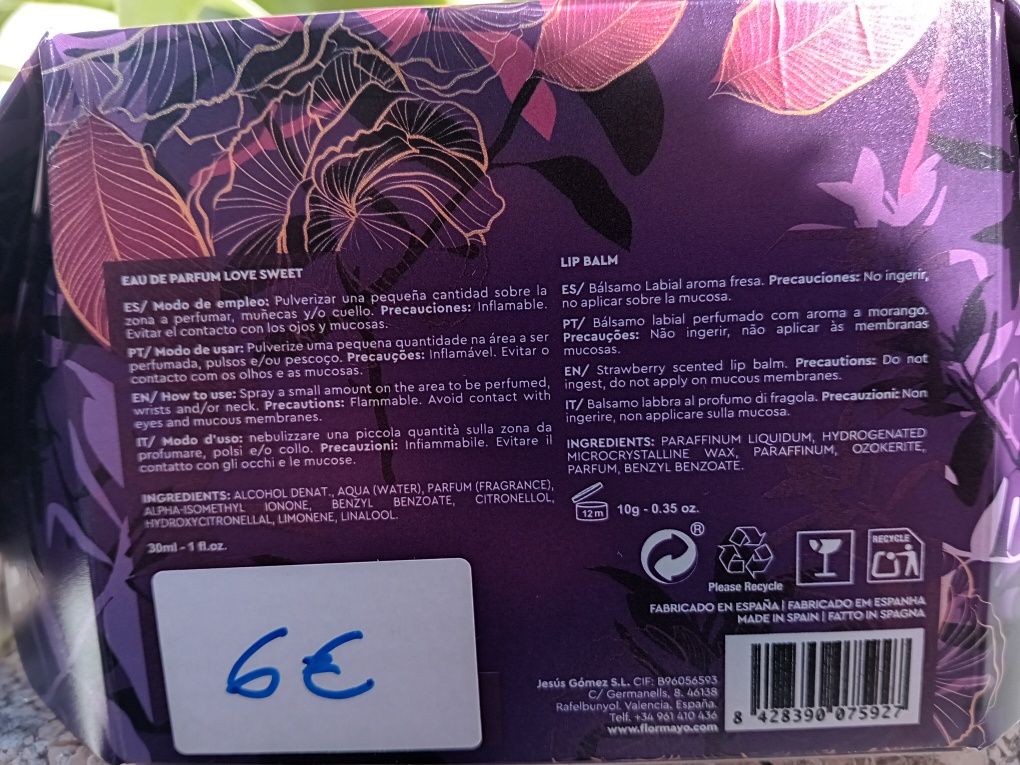 EAU DE PARFUM LOVE SWEET
ES/ Modo de empleo: Pulverizar una pequeña cantidad sobre la
zona a perfumar, muñecas y/o cuello. Precauciones: Inflamable.
Evitar el contacto con los ojos y mucosas.
PT/ Modo de usar: Pulverize uma pequena quantidade na área a ser
perfumada, pulsos e/ou pescoço. Precauções: Inflamável. Evitar o
contacto com os olhos e as mucosas.
EN/ How to use: Spray a small amount on the area to be perfumed,
wrists and/or neck. Precautions: Flammable. Avoid contact with
eyes and mucous membranes.
IT/ Modo d'uso: nebulizzare una piccola quantità sulla zona da
profumare, polsi e/o collo. Precauzioni: Infiammabile. Evitare il
contatto con gli occhi e le mucose.
INGREDIENTS: ALCOHOL DENAT., AQUA (WATER), PARFUM (FRAGRANCE),
ALPHA-ISOMETHYL IONONE, BENZYL BENZOATE, CITRONELLOL,
HYDROXYCITRONELLAL, LIMONENE, LINALOOL.
30ml - 1 fl.oz.
6€
LIP BALM
ES/ Bálsamo Labial aroma fresa. Precauciones: No ingerir,
no aplicar sobre la mucosa.
PT/ Bálsamo labial perfumado com aroma a morango.
Precauções: Não ingerir, não aplicar às membranas
mucosas.
EN/ Strawberry scented lip balm. Precautions: Do not
ingest, do not apply on mucous membranes.
IT/ Balsamo labbra al profumo di fragola. Precauzioni: Non
ingerire, non applicare sulla mucosa.
INGREDIENTS: PARAFFINUM LIQUIDUM, HYDROGENATED
MICROCRYSTALLINE WAX, PARAFFINUM, OZOKERITE,
PARFUM, BENZYL BENZOATE.
12 m 10g - 0.35 oz.
®
Please Recycle
RECYCLE
FABRICADO EN ESPAÑA | FABRICADO EM ESPANHA
MADE IN SPAIN | FATTO IN SPAGNA
Jesús Gómez S.L. CIF: B96056593
C/ Germanells, 8. 46138
Rafelbunyol. Valencia. España.
Telf. +34 961 410 436
www.flormayo.com
8 428390 075927